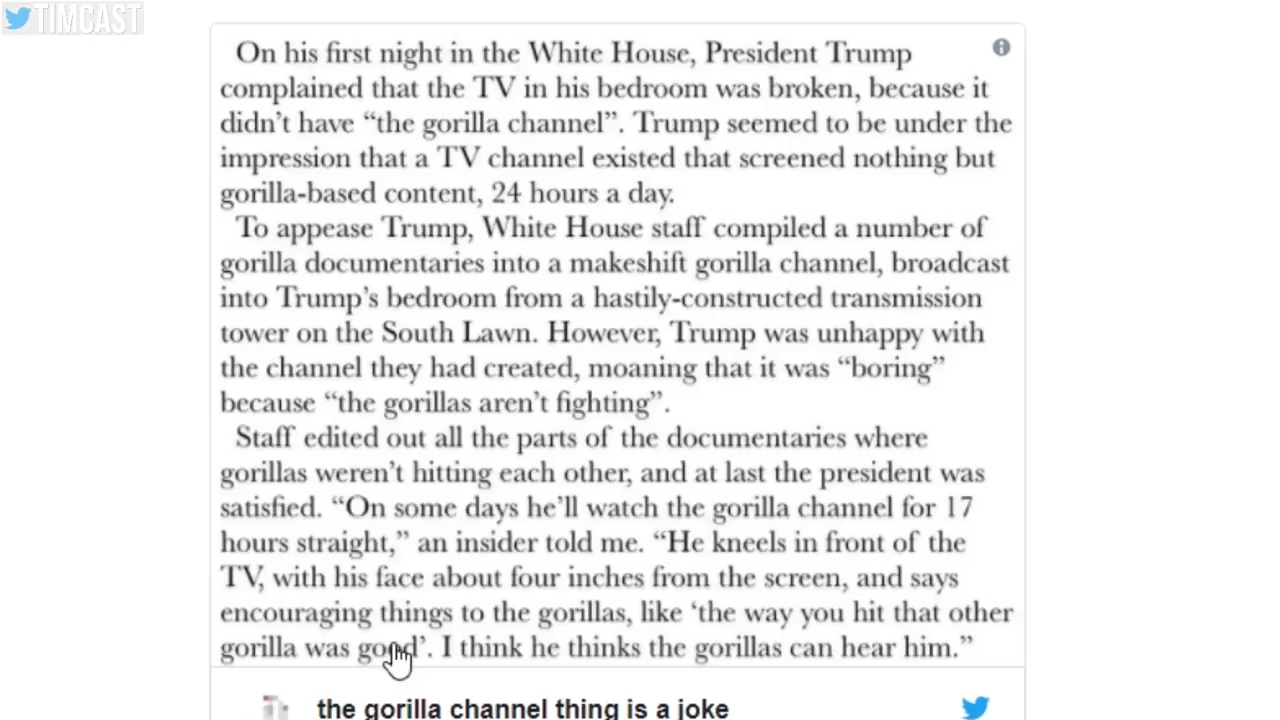 TIMCAST
On his first night in the White House, President Trump
complained that the TV in his bedroom was broken, because it
didn’t have “the gorilla channel”. Trump seemed to be under the
impression that a TV channel existed that screened nothing but
gorilla-based content, 24 hours a day.
To appease Trump, White House staff compiled a number of
gorilla documentaries into a makeshift gorilla channel, broadcast
into Trump’s bedroom from a hastily-constructed transmission
tower on the South Lawn. However, Trump was unhappy with
the channel they had created, moaning that it was “boring”
because “the gorillas aren’t fighting”.
Staff edited out all the parts of the documentaries where
gorillas weren’t hitting each other, and at last the president was
satisfied. “On some days he’ll watch the gorilla channel for 17
hours straight,” an insider told me. “He kneels in front of the
TV, with his face about four inches from the screen, and says
encouraging things to the gorillas, like ‘the way you hit that other
gorilla was good’. I think he thinks the gorillas can hear him.”
the gorilla channel thing is a joke